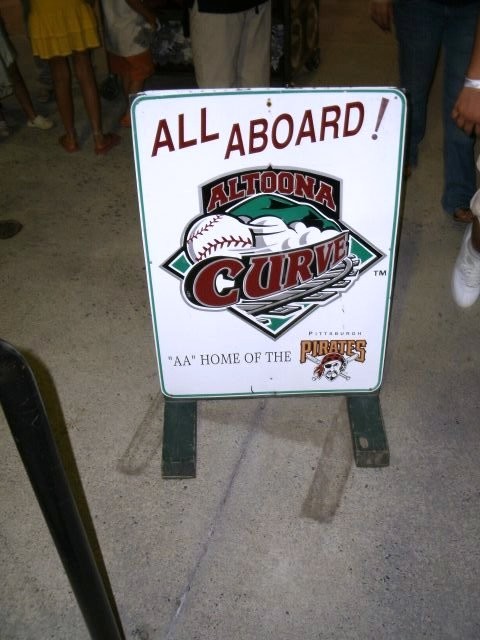 ALL ABOARD!
ALTOONA
CURVE TM
PITTSBURGH
"AA" HOME OF THE PIRATES